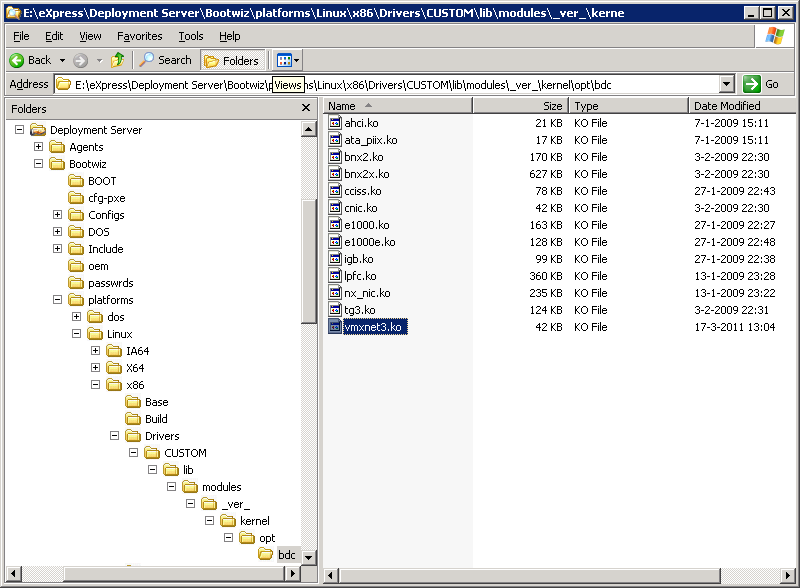 E:\eXpress\Deployment Server\Bootwiz\platforms\Linux\x86\Drivers\CUSTOM\lib\modules\_ver_\kerne
File Edit View Favorites Tools Help
Back Search Folders
Views
Address E:\eXpress\Deployment Server\Bootwiz\p ns\Linux\x86\Drivers\CUSTOM\lib\modules\_ver_\kernel\opt\bdc Go
Folders
Deployment Server
Agents
Bootwiz
BOOT
cfg-pxe
Configs
DOS
Include
oem
passwrds
platforms
dos
Linux
IA64
X64
x86
Base
Build
Drivers
CUSTOM
lib
modules
_ver_
kernel
opt
bdc
Name Size Type Date Modified
ahci.ko 21 KB KO File 7-1-2009 15:11
ata_piix.ko 17 KB KO File 7-1-2009 15:11
bnx2.ko 170 KB KO File 3-2-2009 22:30
bnx2x.ko 627 KB KO File 3-2-2009 22:30
cciss.ko 78 KB KO File 27-1-2009 22:43
cnic.ko 42 KB KO File 3-2-2009 22:30
e1000.ko 163 KB KO File 27-1-2009 22:27
e1000e.ko 128 KB KO File 27-1-2009 22:48
igb.ko 99 KB KO File 27-1-2009 22:38
lpfc.ko 360 KB KO File 13-1-2009 23:28
nx_nic.ko 235 KB KO File 13-1-2009 23:22
tg3.ko 124 KB KO File 3-2-2009 22:31
vmxnet3.ko 42 KB KO File 17-3-2011 13:04